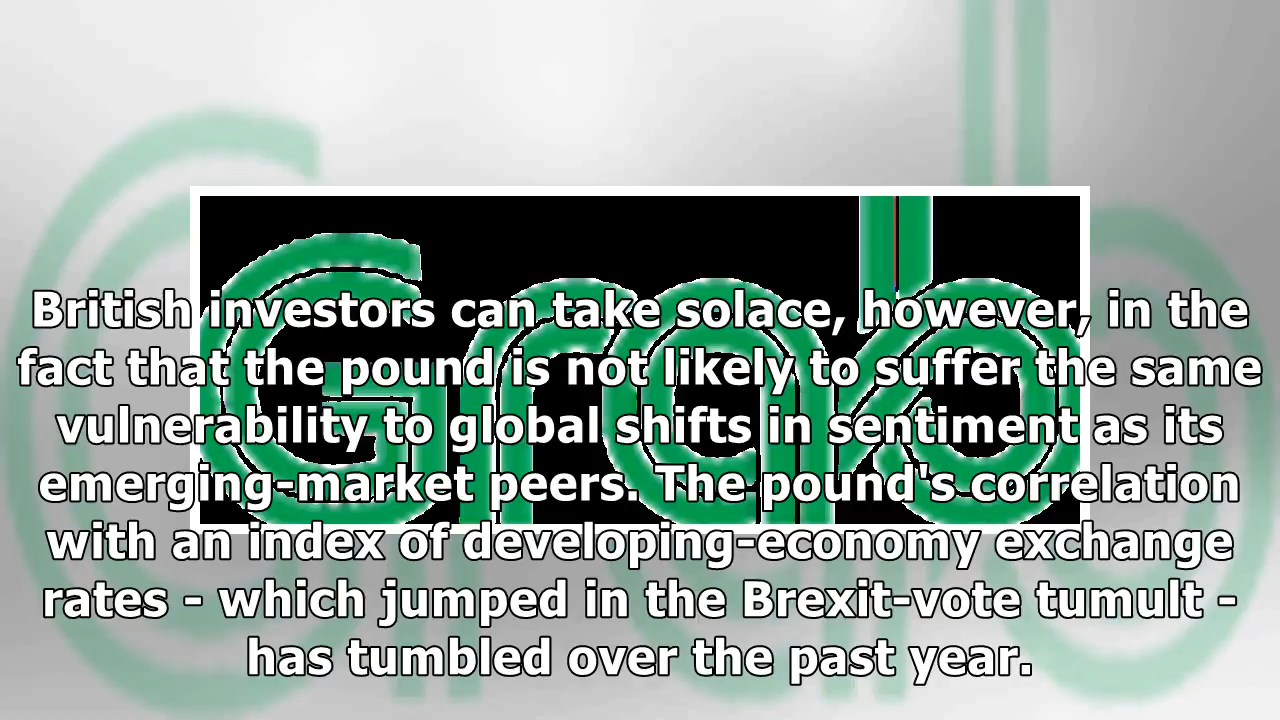 Grab
British investors can take solace, however, in the
fact that the pound is not likely to suffer the same
vulnerability to global shifts in sentiment as its
emerging-market peers. The pound's correlation
with an index of developing-economy exchange
rates - which jumped in the Brexit-vote tumult -
has tumbled over the past year.